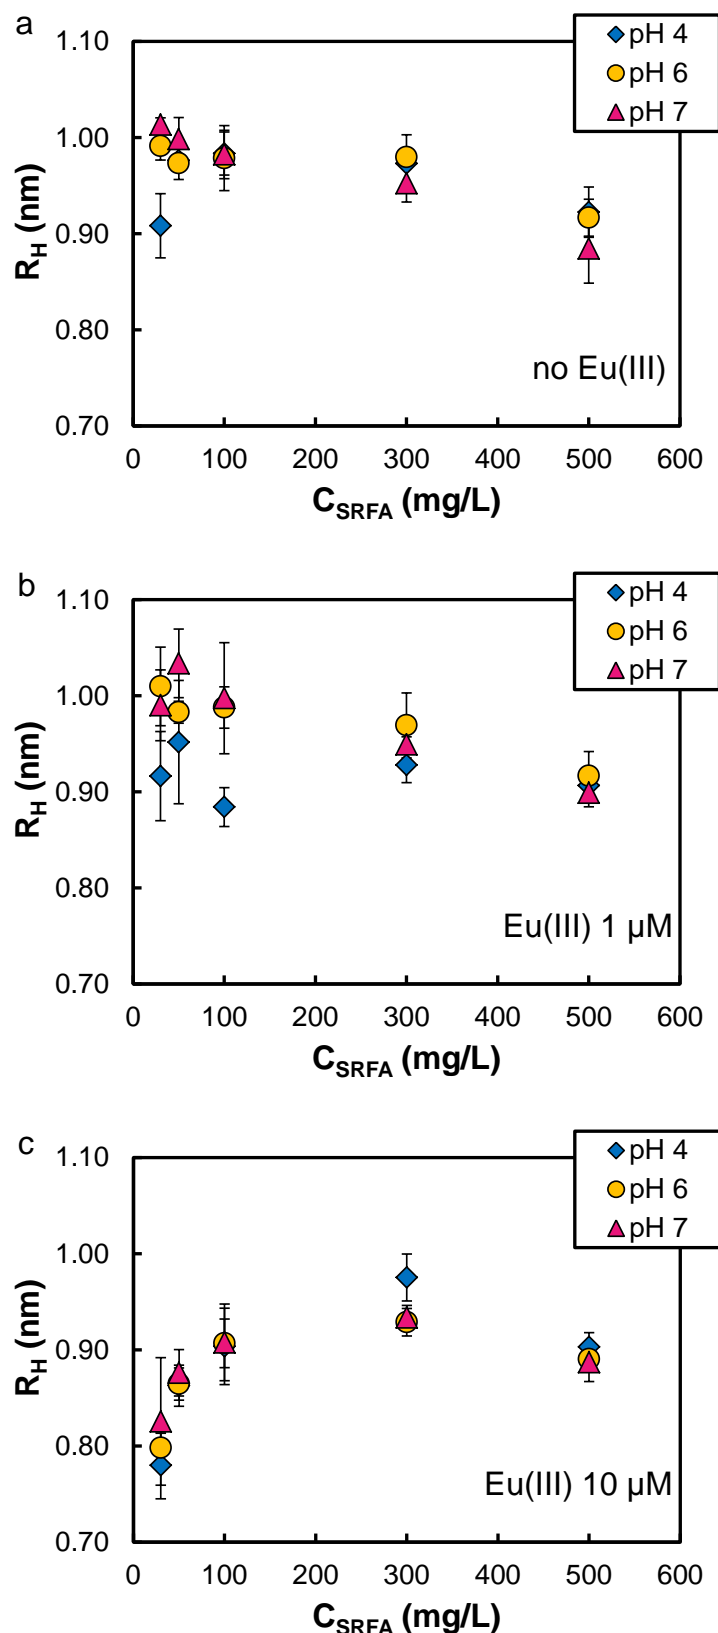 a
pH 4
pH 6
pH 7
1.10
1.00
0.90
0.80
0.70
R_H (nm)
no Eu(III)
0 100 200 300 400 500 600
C_SRFA (mg/L)
b
pH 4
pH 6
pH 7
1.10
1.00
0.90
0.80
0.70
R_H (nm)
Eu(III) 1 μM
0 100 200 300 400 500 600
C_SRFA (mg/L)
c
pH 4
pH 6
pH 7
1.10
1.00
0.90
0.80
0.70
R_H (nm)
Eu(III) 10 μM
0 100 200 300 400 500 600
C_SRFA (mg/L)